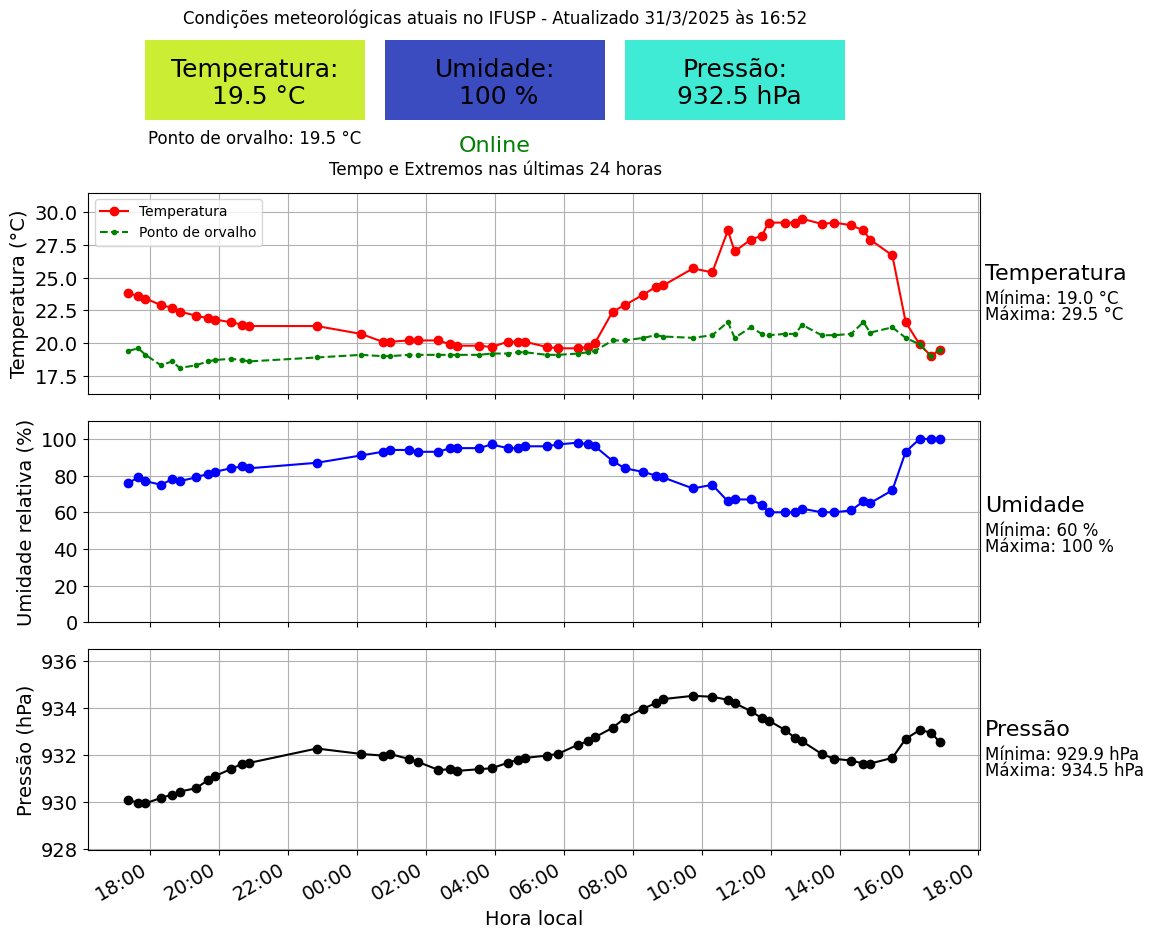 Condições meteorológicas atuais no IFUSP - Atualizado 31/3/2025 às 16:52
Temperatura:
19.5 °C
Umidade:
100 %
Pressão:
932.5 hPa
Ponto de orvalho: 19.5 °C
Online
Tempo e Extremos nas últimas 24 horas
Temperatura (°C)
30.0
27.5
25.0
22.5
20.0
17.5
Temperatura
Ponto de orvalho
Temperatura
Mínima: 19.0 °C
Máxima: 29.5 °C
Umidade relativa (%)
100
80
60
40
20
0
Umidade
Mínima: 60 %
Máxima: 100 %
Pressão (hPa)
936
934
932
930
928
Pressão
Mínima: 929.9 hPa
Máxima: 934.5 hPa
18:00 20:00 22:00 00:00 02:00 04:00 06:00 08:00 10:00 12:00 14:00 16:00 18:00
Hora local